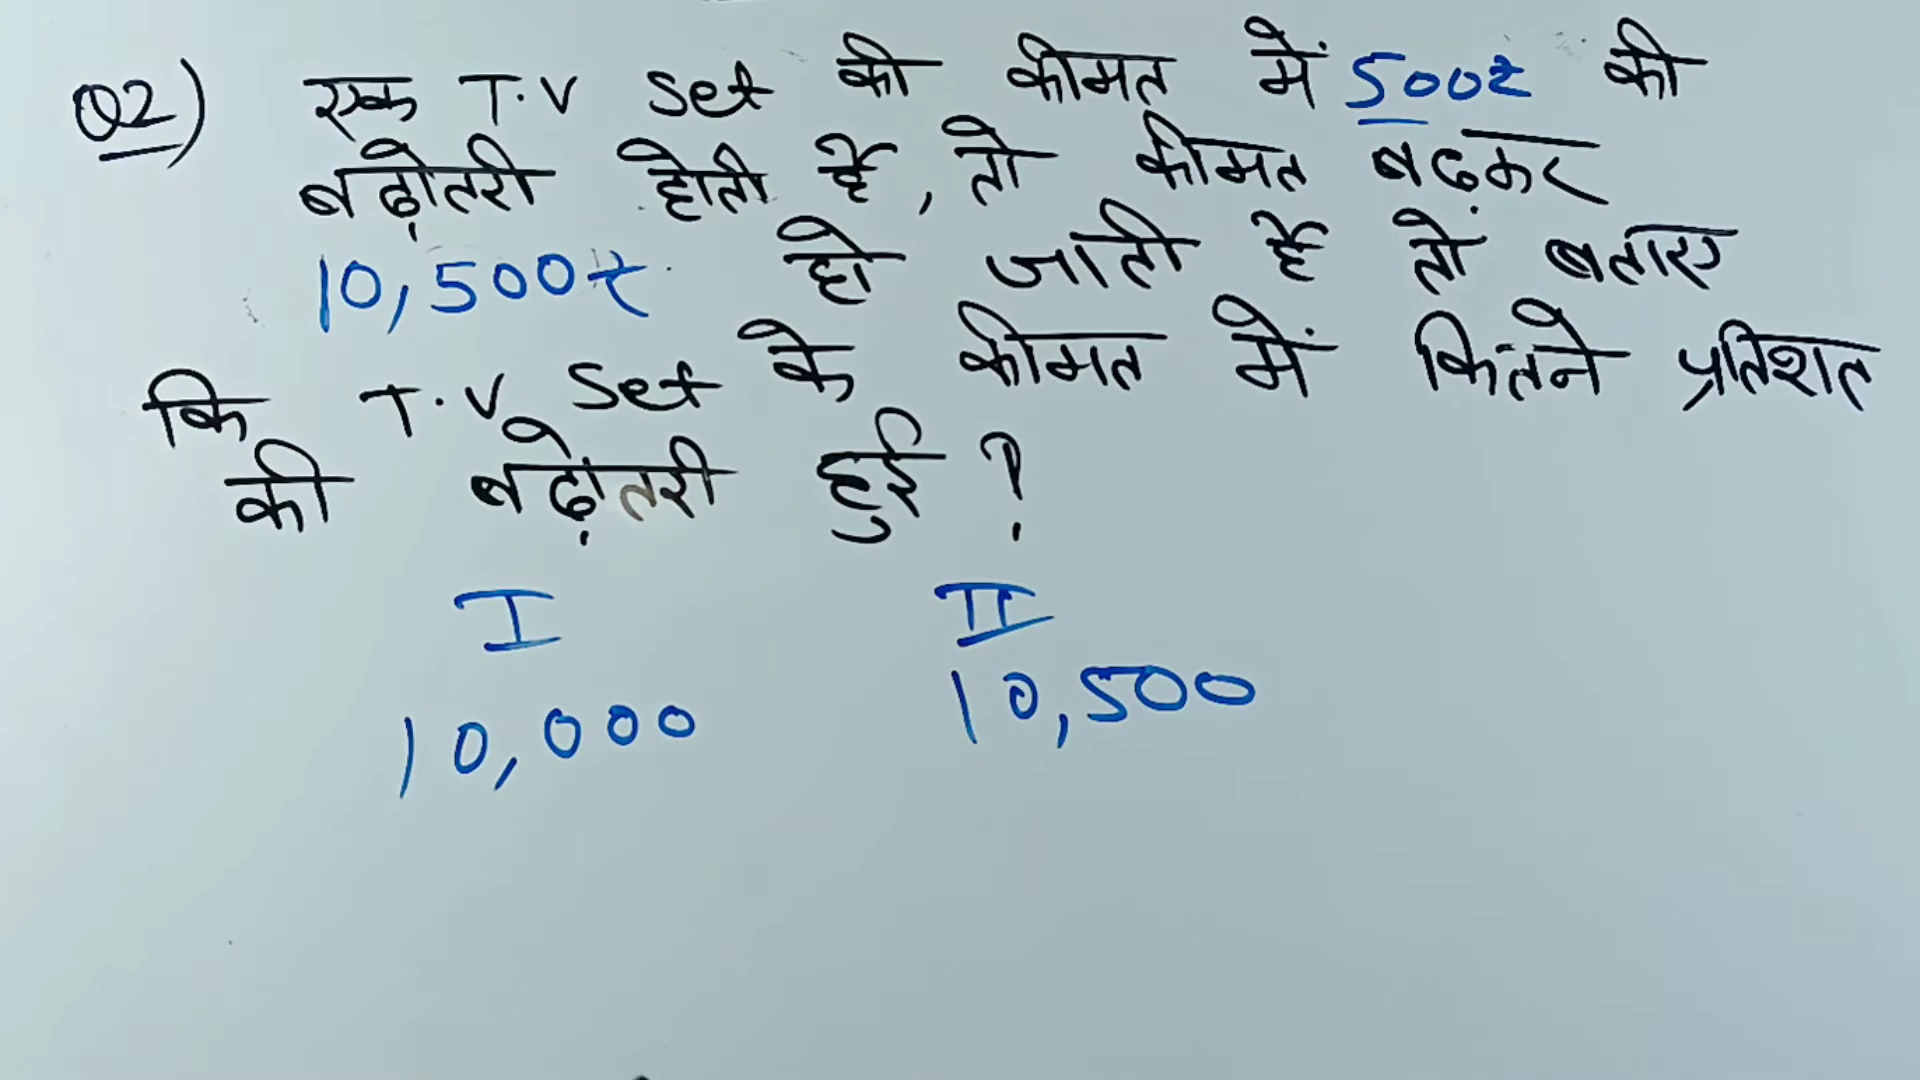 Q2) एक T.V Set की कीमत में 500₹ की
बढ़ोतरी होती है, तो कीमत बढ़कर
10,500₹ हो जाती है तो बताए
कि T.V Set के कीमत में कितने प्रतिशत
की बढ़ोतरी हुई ?
I II
10,000 10,500